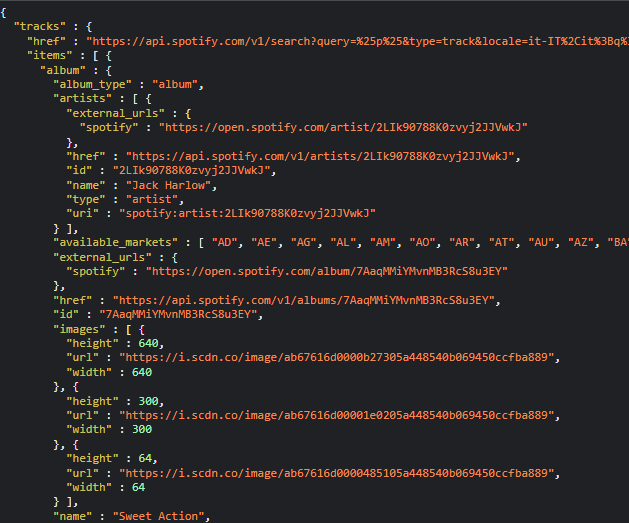 {
  "tracks" : {
    "href" : "https://api.spotify.com/v1/search?query=%25p%25&type=track&locale=it-IT%2Cit%3Bq%
    "items" : [ {
      "album" : {
        "album_type" : "album",
        "artists" : [ {
          "external_urls" : {
            "spotify" : "https://open.spotify.com/artist/2LIk90788K0zvyj2JJVwkJ"
          },
          "href" : "https://api.spotify.com/v1/artists/2LIk90788K0zvyj2JJVwkJ",
          "id" : "2LIk90788K0zvyj2JJVwkJ",
          "name" : "Jack Harlow",
          "type" : "artist",
          "uri" : "spotify:artist:2LIk90788K0zvyj2JJVwkJ"
        } ],
        "available_markets" : [ "AD", "AE", "AG", "AL", "AM", "AO", "AR", "AT", "AU", "AZ", "BA"
        "external_urls" : {
          "spotify" : "https://open.spotify.com/album/7AaqMMiYMvnMB3RcS8u3EY"
        },
        "href" : "https://api.spotify.com/v1/albums/7AaqMMiYMvnMB3RcS8u3EY",
        "id" : "7AaqMMiYMvnMB3RcS8u3EY",
        "images" : [ {
          "height" : 640,
          "url" : "https://i.scdn.co/image/ab67616d0000b27305a448540b069450ccfba889",
          "width" : 640
        }, {
          "height" : 300,
          "url" : "https://i.scdn.co/image/ab67616d00001e0205a448540b069450ccfba889",
          "width" : 300
        }, {
          "height" : 64,
          "url" : "https://i.scdn.co/image/ab67616d0000485105a448540b069450ccfba889",
          "width" : 64
        } ],
        "name" : "Sweet Action",